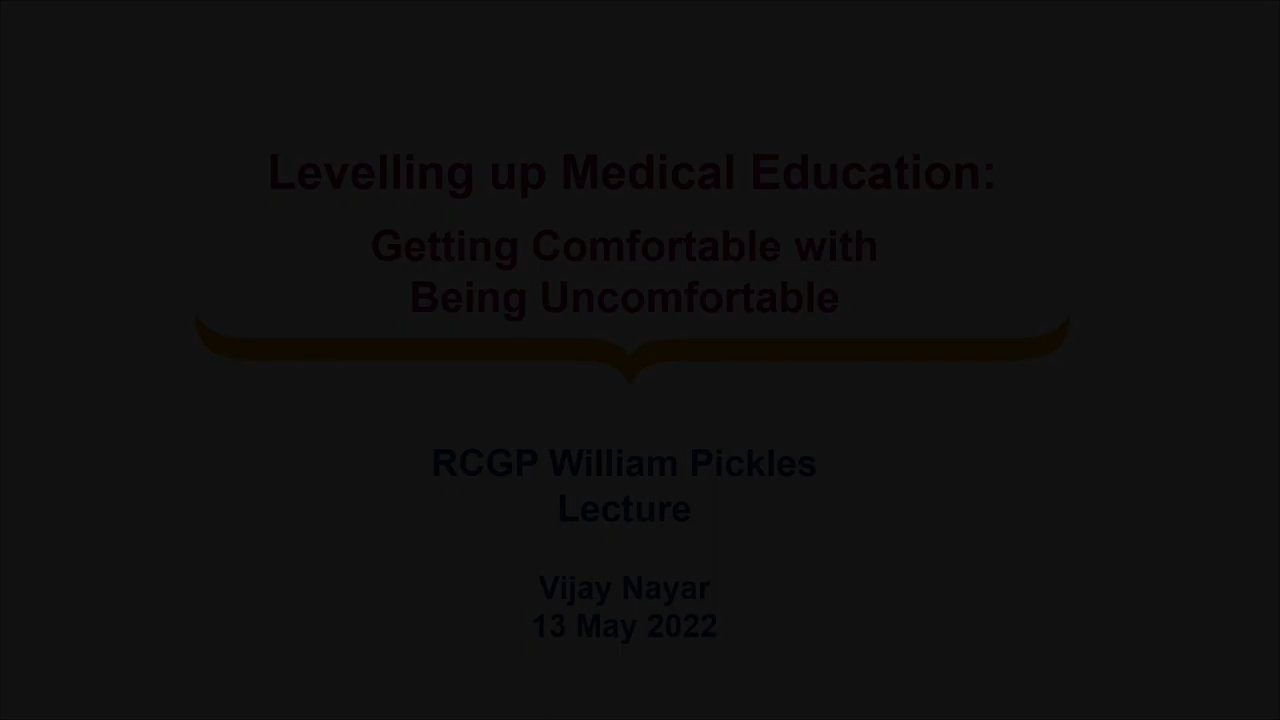 Levelling up Medical Education:
Getting Comfortable with
Being Uncomfortable
RCGP William Pickles
Lecture
Vijay Nayar
13 May 2022